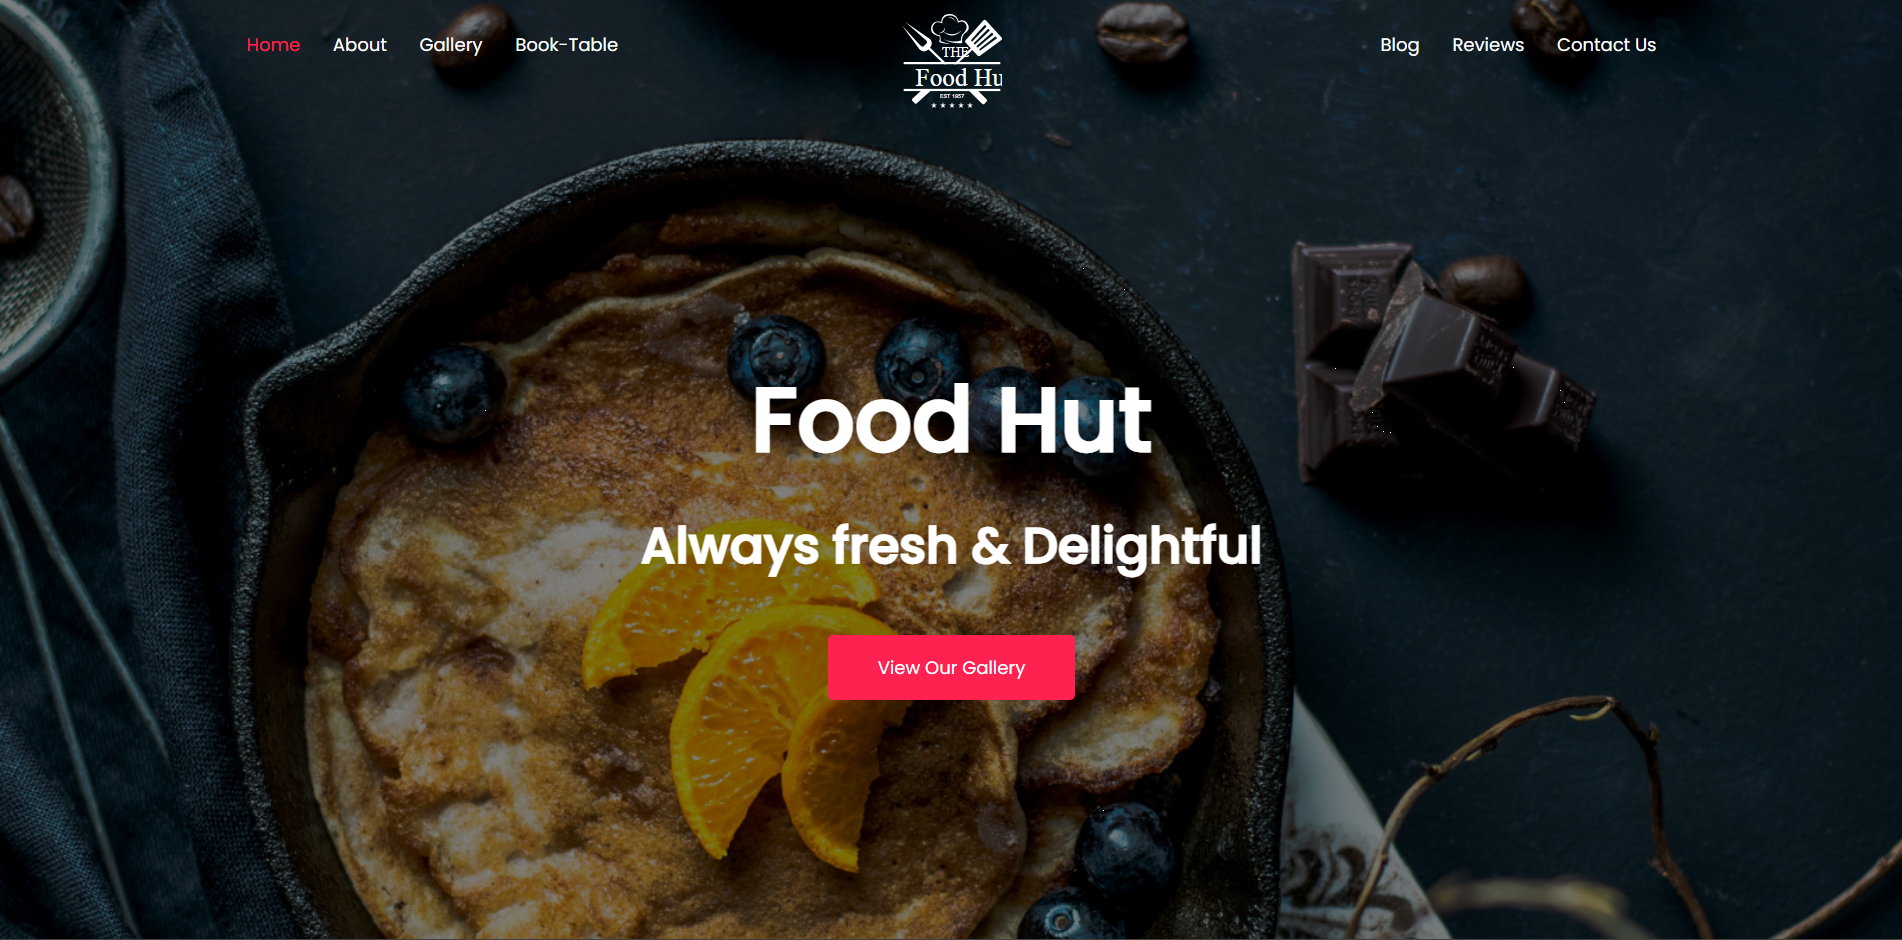 Home About Gallery Book-Table
THE
Food Hu
EST 1957
Blog Reviews Contact Us
Food Hut
Always fresh & Delightful
View Our Gallery